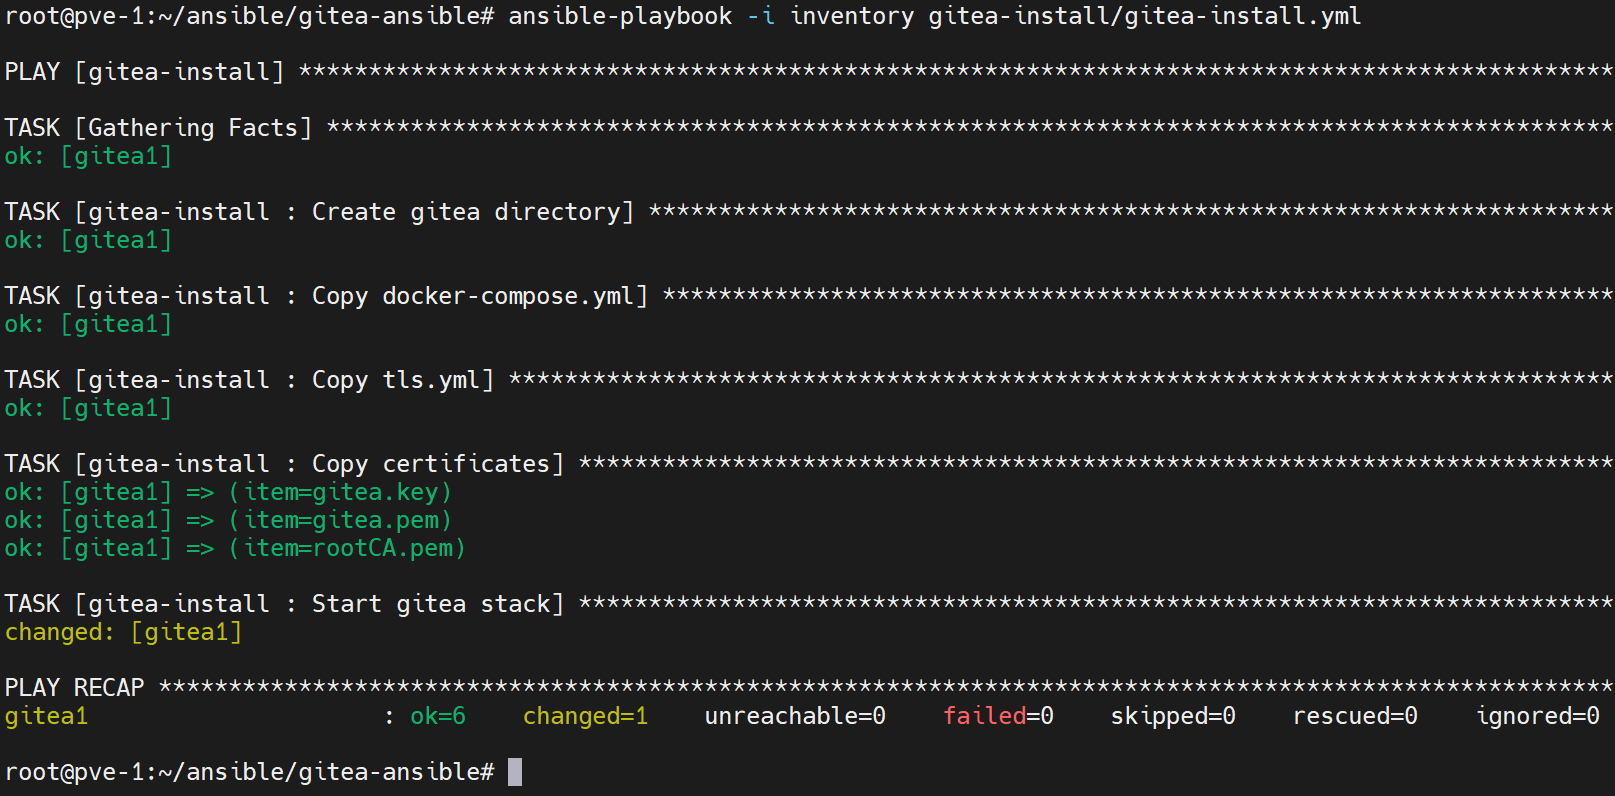 root@pve-1:~/ansible/gitea-ansible# ansible-playbook -i inventory gitea-install/gitea-install.yml
PLAY [gitea-install] **********************************************************************************************
TASK [Gathering Facts] ********************************************************************************************
ok: [gitea1]
TASK [gitea-install : Create gitea directory] *********************************************************************
ok: [gitea1]
TASK [gitea-install : Copy docker-compose.yml] ********************************************************************
ok: [gitea1]
TASK [gitea-install : Copy tls.yml] *******************************************************************************
ok: [gitea1]
TASK [gitea-install : Copy certificates] **************************************************************************
ok: [gitea1] => (item=gitea.key)
ok: [gitea1] => (item=gitea.pem)
ok: [gitea1] => (item=rootCA.pem)
TASK [gitea-install : Start gitea stack] **************************************************************************
changed: [gitea1]
PLAY RECAP ********************************************************************************************************
gitea1                     : ok=6    changed=1    unreachable=0    failed=0    skipped=0    rescued=0    ignored=0
root@pve-1:~/ansible/gitea-ansible#